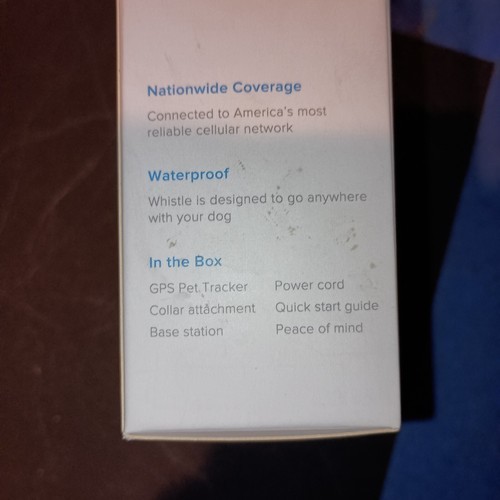 Nationwide Coverage
Connected to America's most
reliable cellular network
Waterproof
Whistle is designed to go anywhere
with your dog
In the Box
GPS Pet Tracker
Power cord
Collar attachment
Quick start guide
Base station
Peace of mind